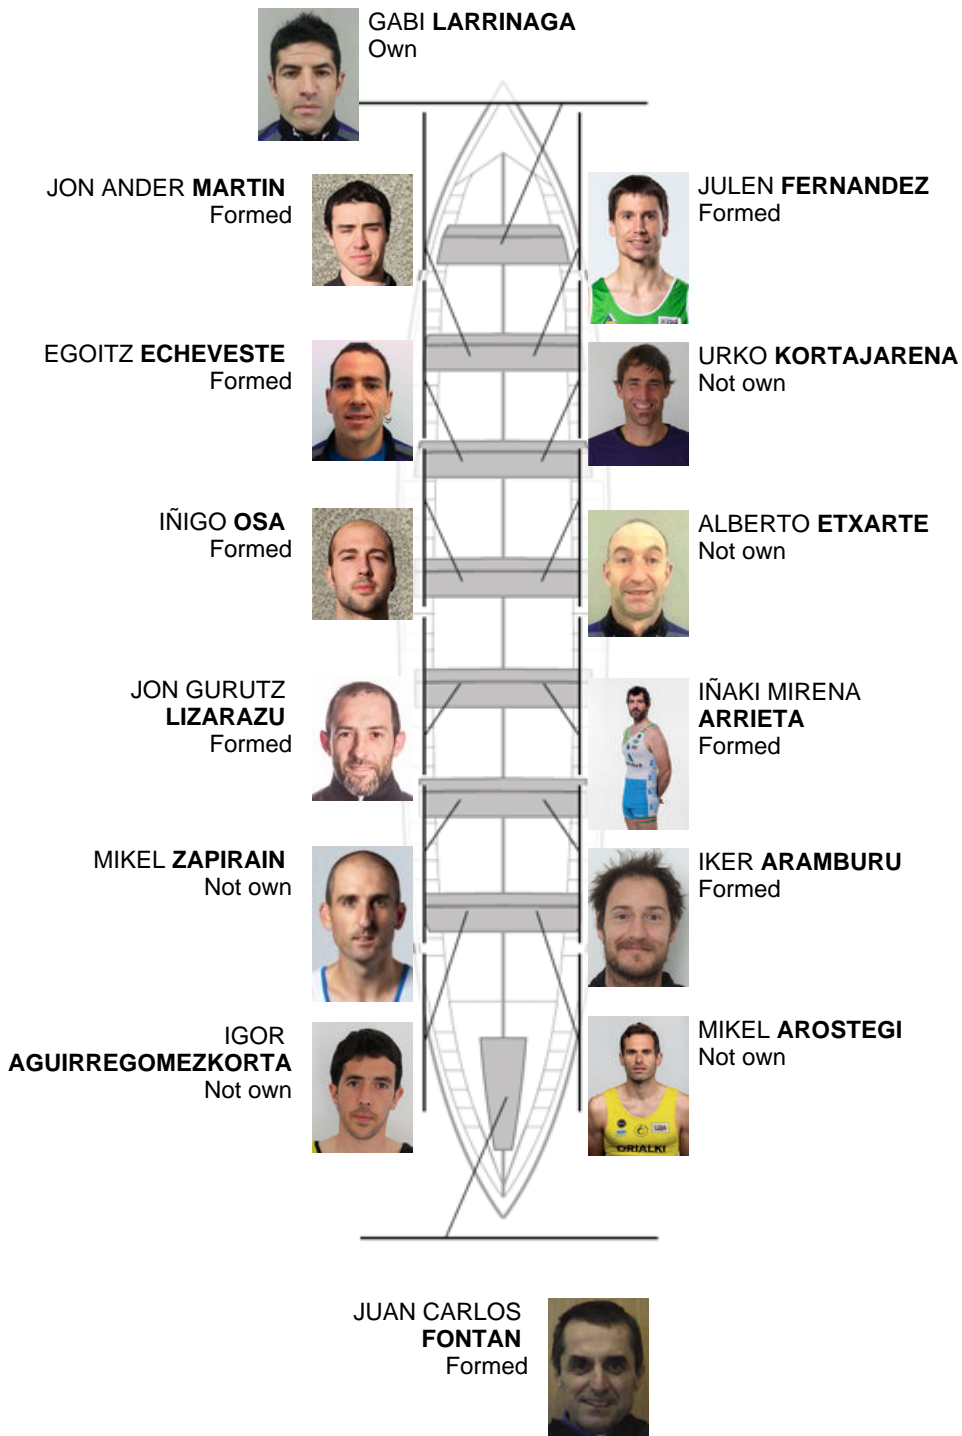 GABI LARRINAGA
Own
JON ANDER MARTIN
Formed
JULEN FERNANDEZ
Formed
EGOITZ ECHEVESTE
Formed
URKO KORTAJARENA
Not own
IÑIGO OSA
Formed
ALBERTO ETXARTE
Not own
JON GURUTZ
LIZARAZU
Formed
IÑAKI MIRENA
ARRIETA
Formed
MIKEL ZAPIRAIN
Not own
IKER ARAMBURU
Formed
IGOR
AGUIRREGOMEZKORTA
Not own
MIKEL AROSTEGI
Not own
ORIALKI
JUAN CARLOS
FONTAN
Formed